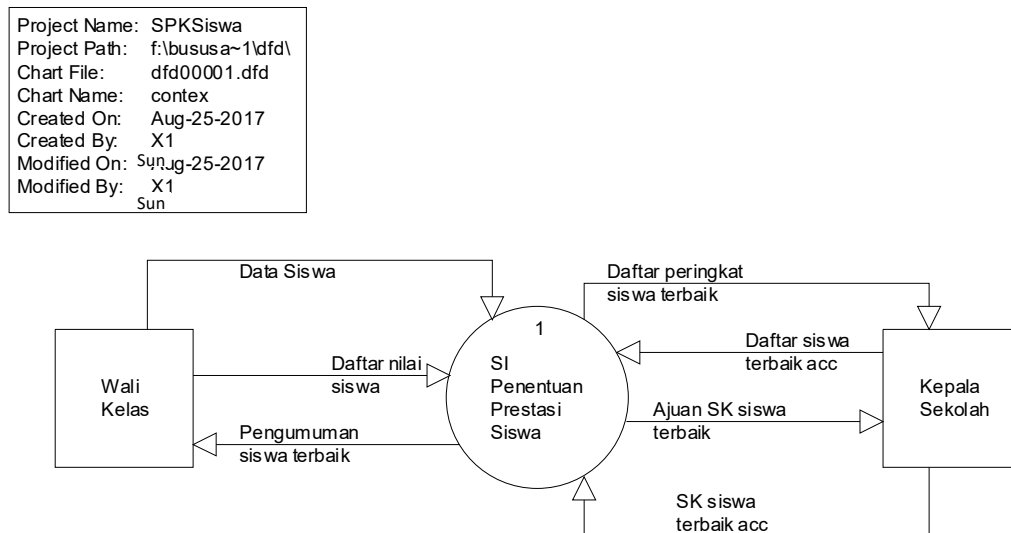 Project Name: SPKSiswa
Project Path: f:\bususa~1\dfd\
Chart File: dfd00001.dfd
Chart Name: contex
Created On: Aug-25-2017
Created By: X1
Modified On: Sun Aug-25-2017
Modified By: X1
Sun
Data Siswa
Daftar peringkat
siswa terbaik
1
SI
Penentuan
Prestasi
Siswa
Wali
Kelas
Daftar nilai
siswa
Pengumuman
siswa terbaik
Daftar siswa
terbaik acc
Ajuan SK siswa
terbaik
Kepala
Sekolah
SK siswa
terbaik acc